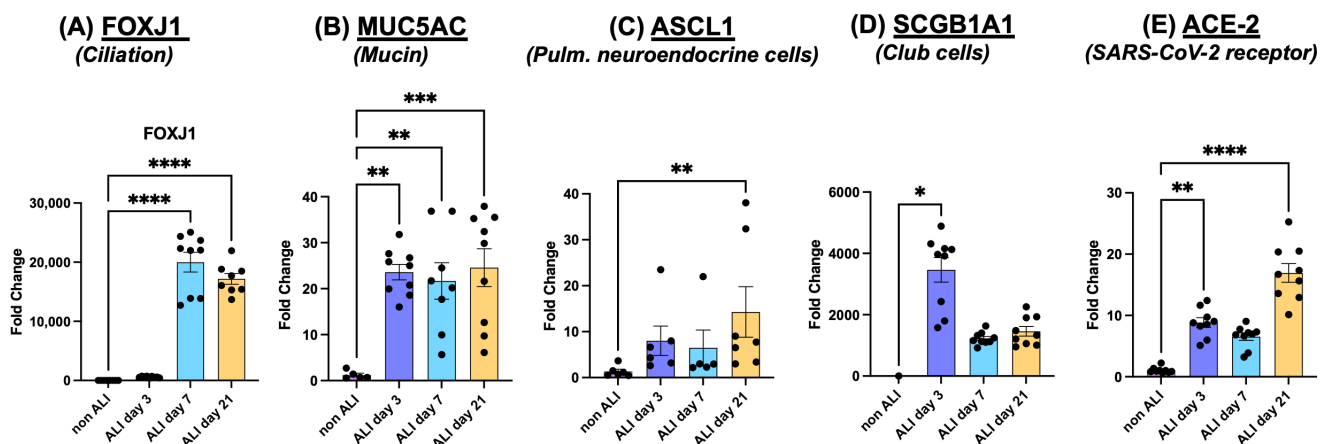 (A) FOXJ1
(Ciliation)
FOXJ1
****
****
Fold Change
30,000
20,000
10,000
0
non ALI
ALI day 3
ALI day 7
ALI day 21
(B) MUC5AC
(Mucin)
***
**
**
Fold Change
40
30
20
10
0
non ALI
ALI day 3
ALI day 7
ALI day 21
(C) ASCL1
(Pulm. neuroendocrine cells)
**
Fold Change
40
30
20
10
0
non ALI
ALI day 3
ALI day 7
ALI day 21
(D) SCGB1A1
(Club cells)
*
Fold Change
6000
4000
2000
0
non ALI
ALI day 3
ALI day 7
ALI day 21
(E) ACE-2
(SARS-CoV-2 receptor)
****
**
Fold Change
30
20
10
0
non ALI
ALI day 3
ALI day 7
ALI day 21